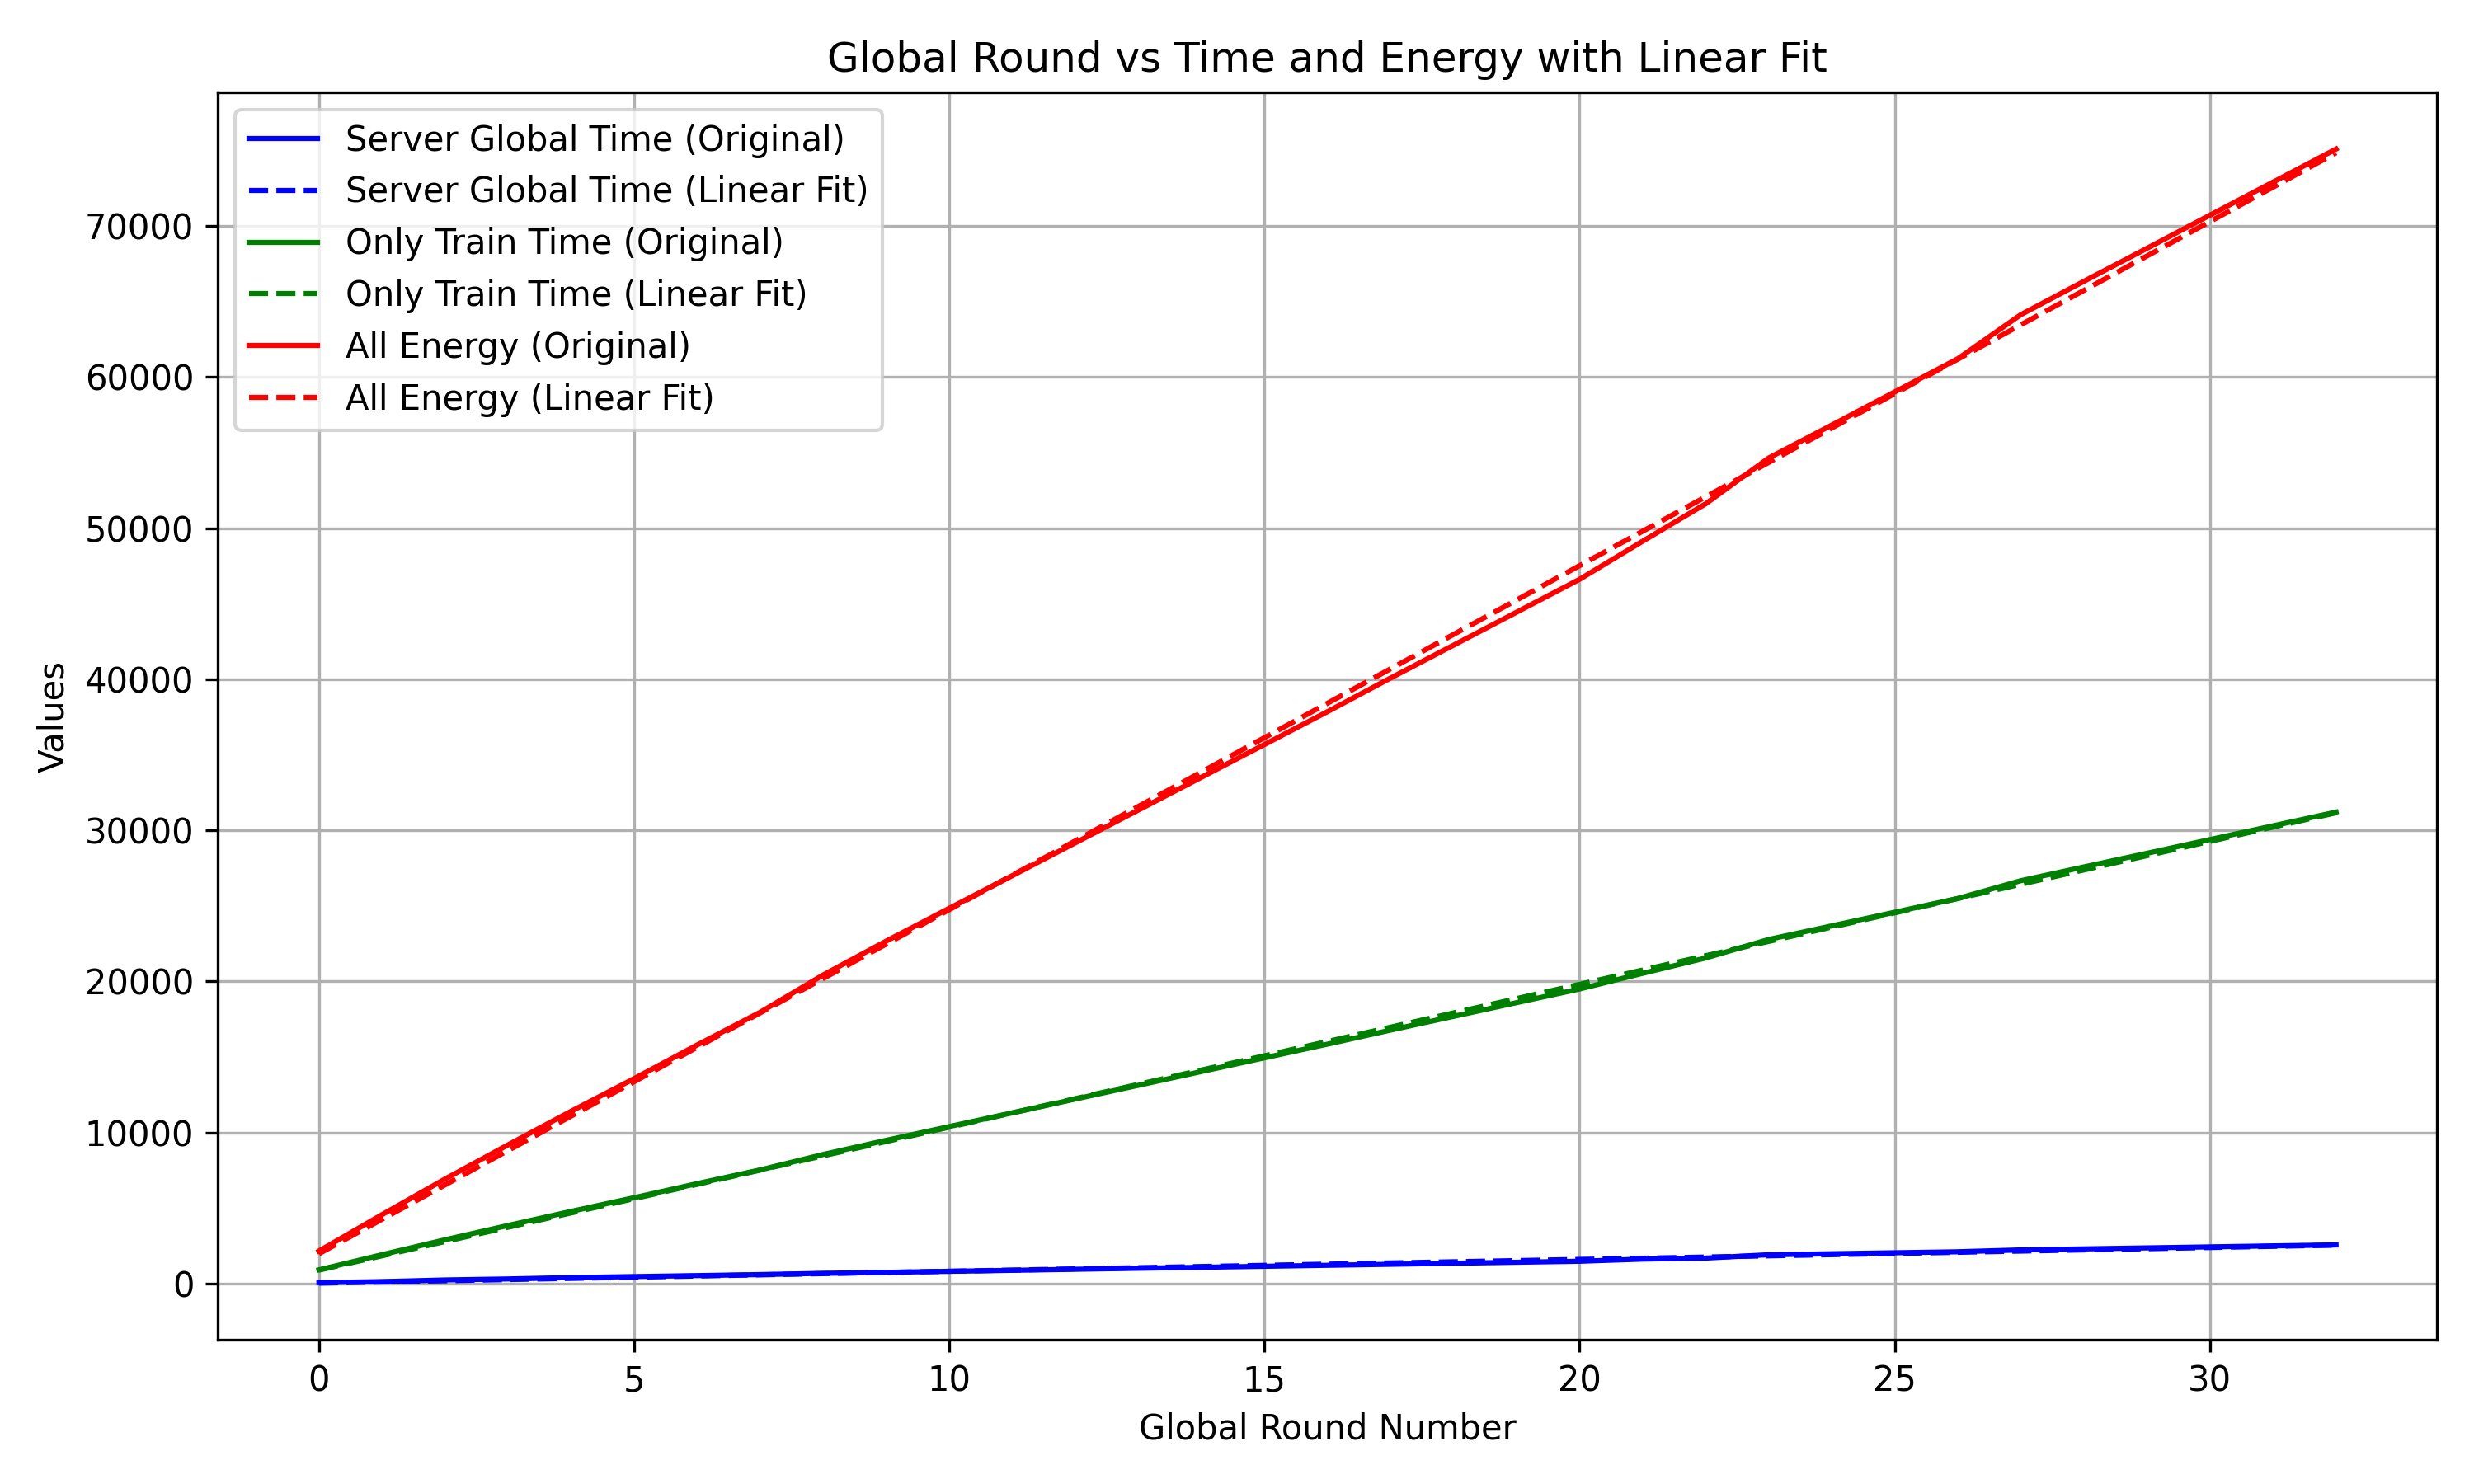 Global Round vs Time and Energy with Linear Fit
Server Global Time (Original)
Server Global Time (Linear Fit)
Only Train Time (Original)
Only Train Time (Linear Fit)
All Energy (Original)
All Energy (Linear Fit)
70000
60000
50000
40000
30000
20000
10000
0
Values
0 5 10 15 20 25 30
Global Round Number